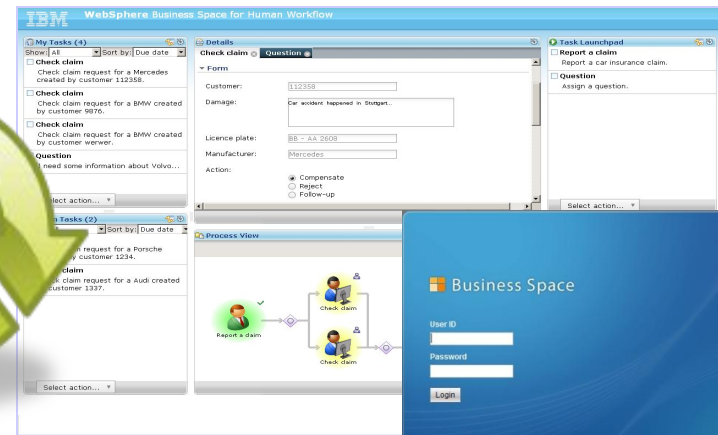 IBM WebSphere Business Space for Human Workflow
My Tasks (4)
Show: All Sort by: Due date
Check claim
Check claim request for a Mercedes
created by customer 112358.
Check claim
Check claim request for a BMW created
by customer 9876.
Check claim
Check claim request for a BMW created
by customer werwer.
Question
need some information about Volvo...
Select action...
Tasks (2)
Sort by: Due date
request for a Porsche
customer 1234.
claim
claim request for a Audi created
customer 1337.
Select action...
Details
Check claim Question
Form
Customer: 112358
Damage: Car accident happened in Stuttgart...
Licence plate: BB - AA 2608
Manufacturer: Mercedes
Action:
Compensate
Reject
Follow-up
Process View
Report a claim
Check claim
Check claim
Task Launchpad
Report a claim
Report a car insurance claim.
Question
Assign a question.
Select action...
Business Space
User ID
Password
Login